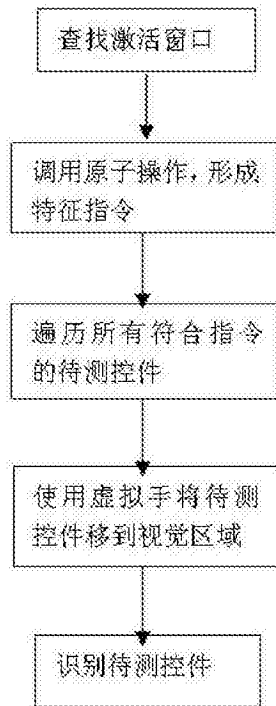 查找激活窗口
调用原子操作，形成
特征指令
遍历所有符合指令
的待测控件
使用虚拟手将待测
控件移到视觉区域
识别待测控件